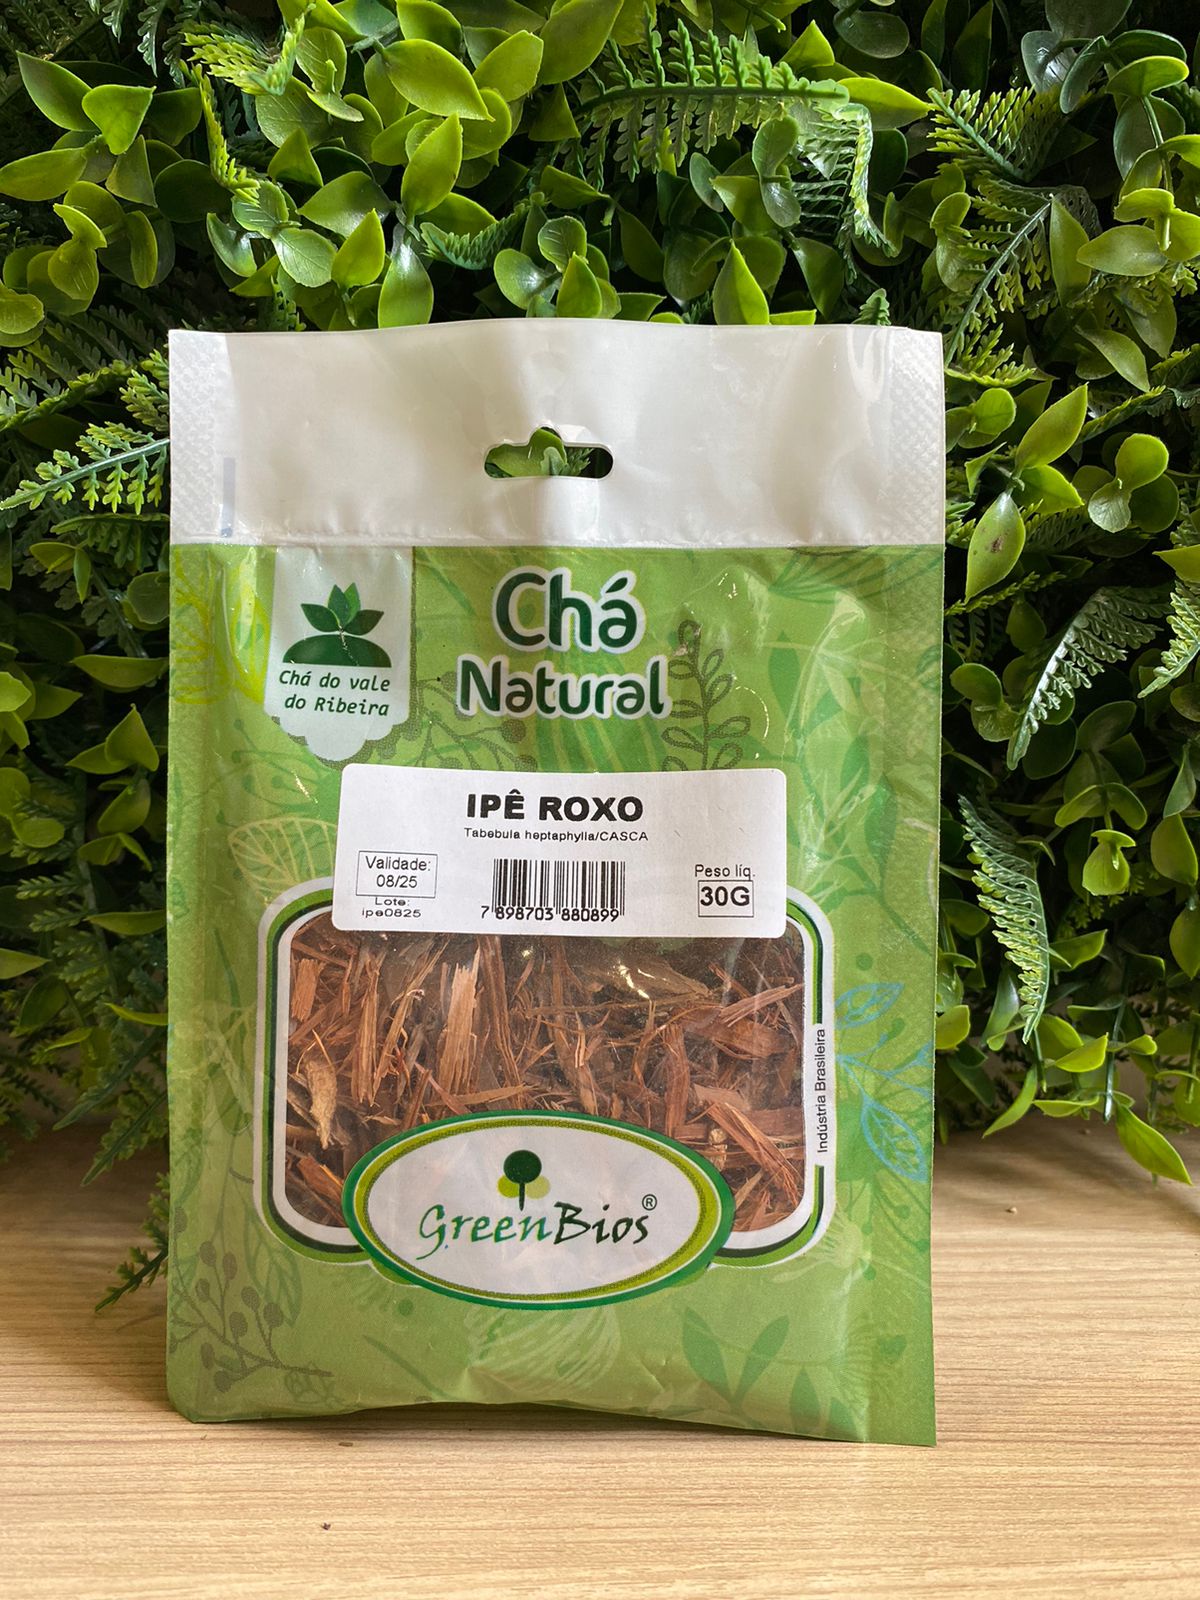 Chá
Natural
Chá do vale
do Ribeira
IPÊ ROXO
Tabebula heptaphylla/CASCA
Validade:
08/25
Lote:
ipe0825
7 898703 880899
Peso líq.
30G
Indústria Brasileira
GreenBios®